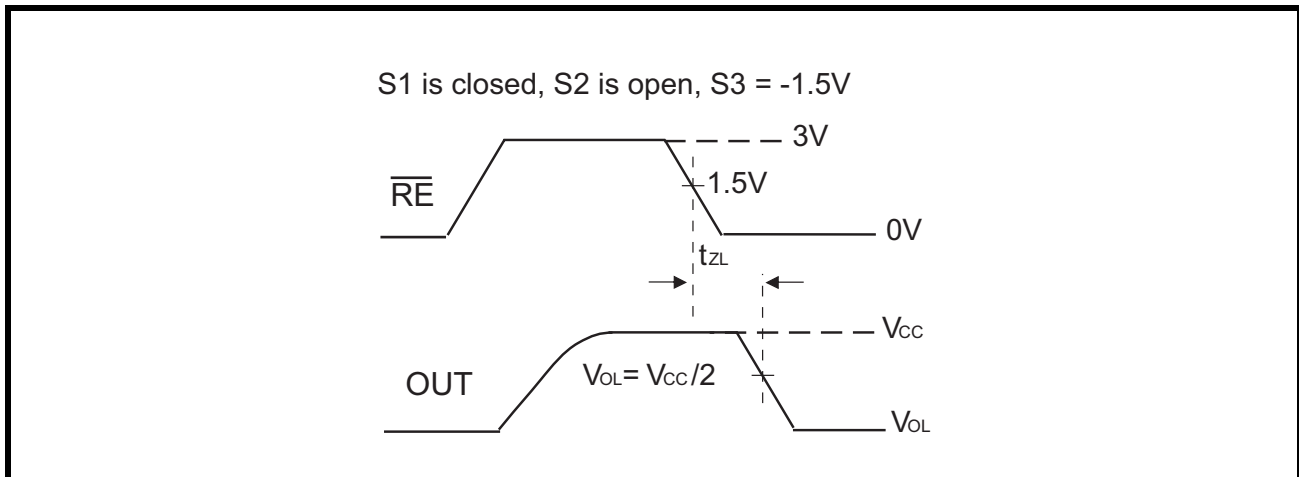 S1 is closed, S2 is open, S3 = -1.5V
3V
RE
1.5V
0V
tZL
VCC
OUT
VOL= VCC/2
VOL